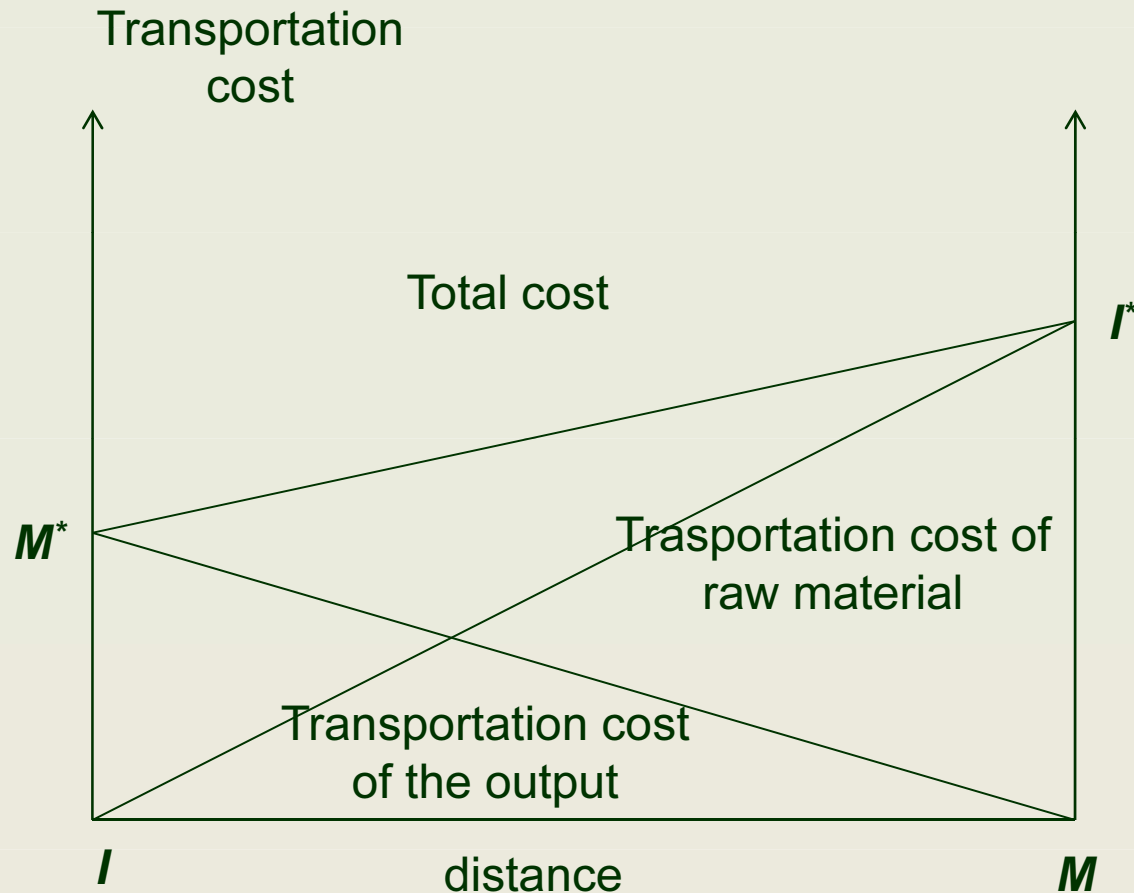 Transportation
cost
Total cost
I*
M*
Trasportation cost of
raw material
Transportation cost
of the output
I
distance
M